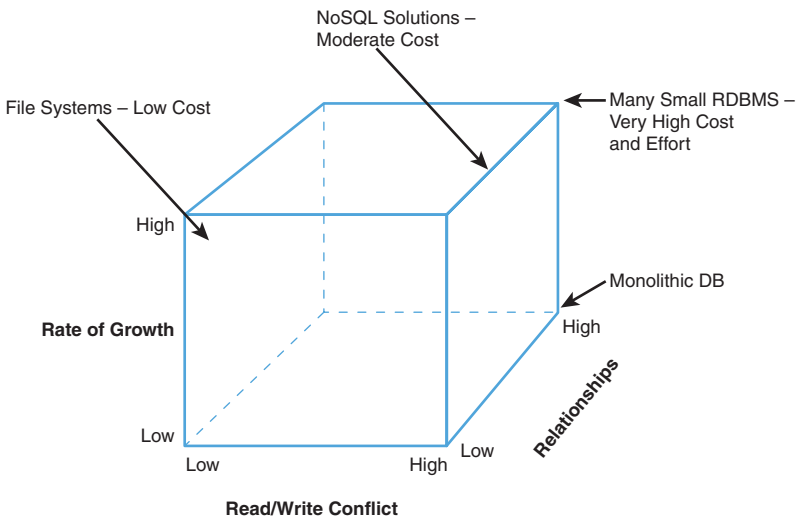 NoSQL Solutions –
Moderate Cost
File Systems – Low Cost
Many Small RDBMS –
Very High Cost
and Effort
High
Monolithic DB
Rate of Growth
High
Relationships
Low
Low
High
Low
Read/Write Conflict